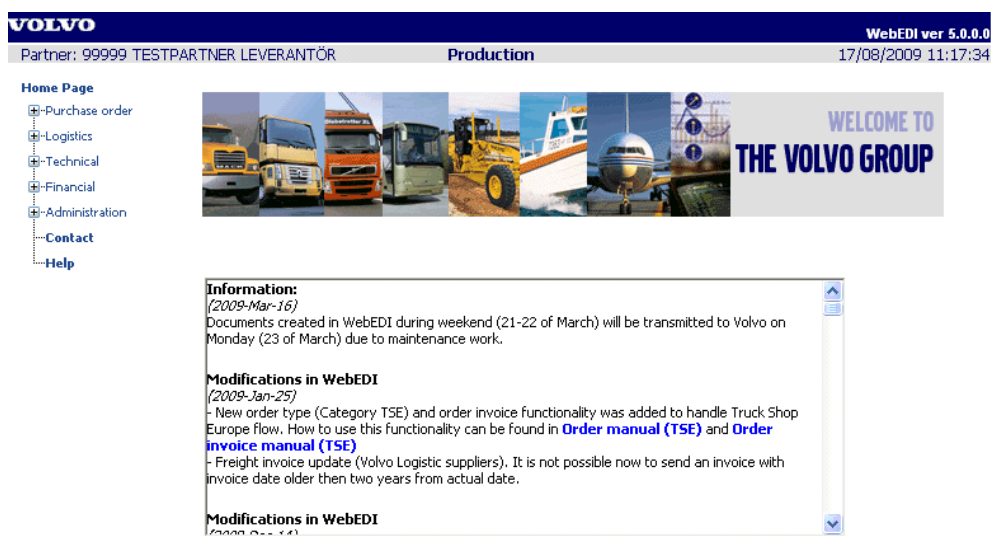 VOLVO
WebEDI ver 5.0.0.0
Partner: 99999 TESTPARTNER LEVERANTÖR Production 17/08/2009 11:17:34
Home Page
Purchase order
Logistics
Technical
Financial
Administration
Contact
Help
Globetrotter XL
MACK
WELCOME TO
THE VOLVO GROUP
Information:
(2009-Mar-16)
Documents created in WebEDI during weekend (21-22 of March) will be transmitted to Volvo on
Monday (23 of March) due to maintenance work.
Modifications in WebEDI
(2009-Jan-25)
- New order type (Category TSE) and order invoice functionality was added to handle Truck Shop
Europe flow. How to use this functionality can be found in Order manual (TSE) and Order
invoice manual (TSE)
- Freight invoice update (Volvo Logistic suppliers). It is not possible now to send an invoice with
invoice date older then two years from actual date.
Modifications in WebEDI